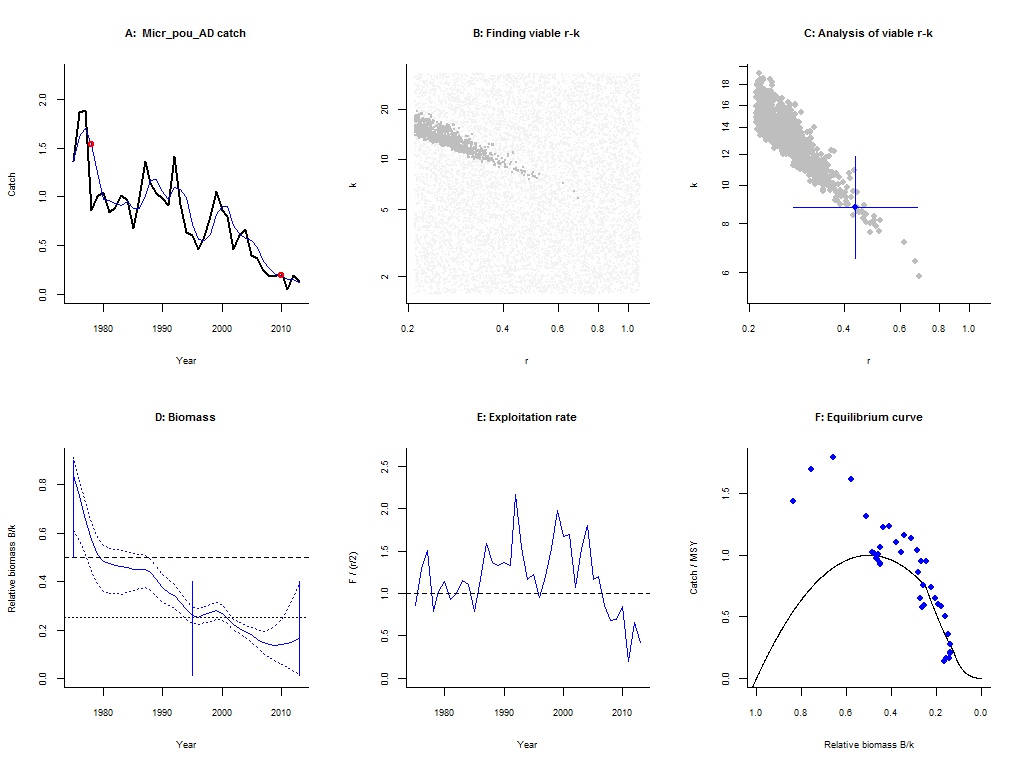 A: Micr_pou_AD catch
B: Finding viable r-k
C: Analysis of viable r-k
Catch
0.0 0.5 1.0 1.5 2.0
1980 1990 2000 2010
Year
k
2 5 10 20
0.2 0.4 0.6 0.8 1.0
r
k
6 8 10 12 14 16 18
0.2 0.4 0.6 0.8 1.0
r
D: Biomass
E: Exploitation rate
F: Equilibrium curve
Relative biomass B/k
0.0 0.2 0.4 0.6 0.8
1980 1990 2000 2010
Year
F / (r/2)
0.0 0.5 1.0 1.5 2.0 2.5
1980 1990 2000 2010
Year
Catch / MSY
0.0 0.5 1.0 1.5
1.0 0.8 0.6 0.4 0.2 0.0
Relative biomass B/k